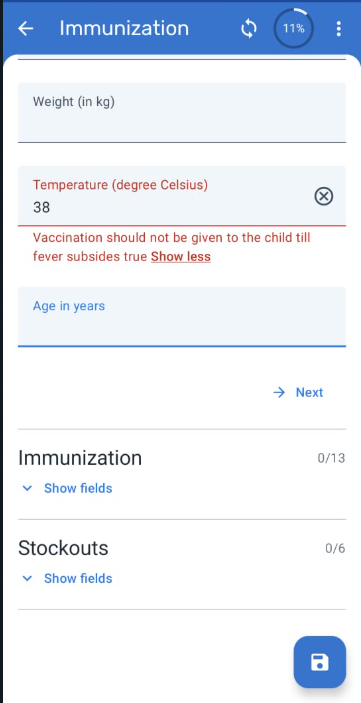 Immunization
11%
Weight (in kg)
Temperature (degree Celsius)
38
Vaccination should not be given to the child till
fever subsides true Show less
Age in years
Next
Immunization
0/13
Show fields
Stockouts
0/6
Show fields